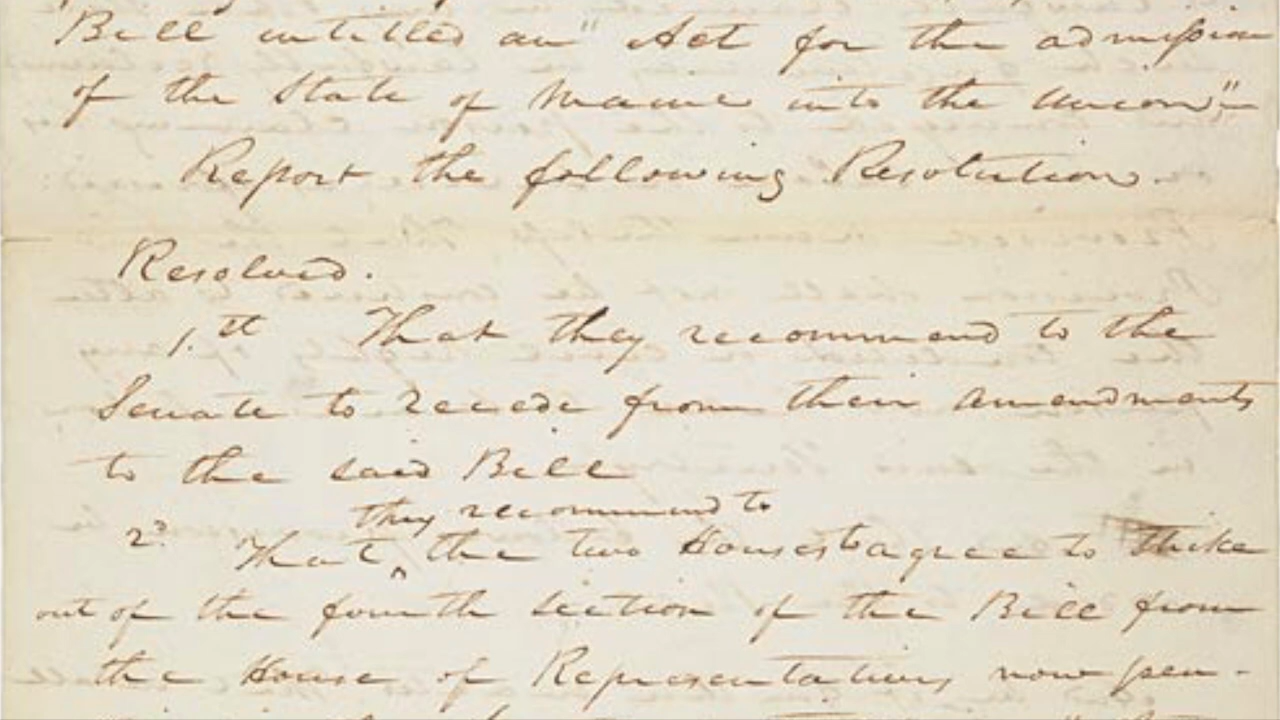 Bill entitled an "Act for the admission
of the State of Maine into the Union";
Report the following Resolution.
Resolved.
1.st That they recommend to the
Senate to recede from their amendments
to the said Bill
they recommend to
2d. That ^ the two Houses to agree to strike
out of the fourth section of the Bill from
the House of Representatives now pen-